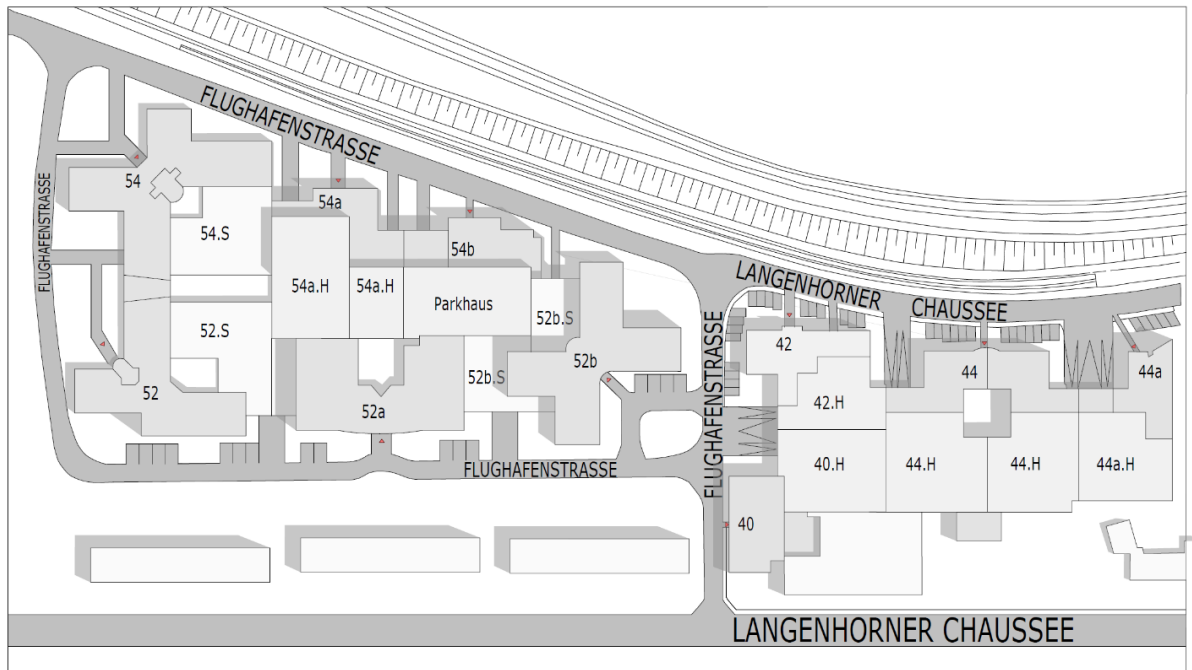 FLUGHAFENSTRASSE
54
54a
FLUGHAFENSTRASSE
54.S
54b
54a.H
54a.H
Parkhaus
52.S
52b.S
52
52a
52b.S
52b
FLUGHAFENSTRASSE
FLUGHAFENSTRASSE
LANGENHORNER
CHAUSSEE
42
44
44a
42.H
40.H
44.H
44.H
44a.H
40
LANGENHORNER CHAUSSEE